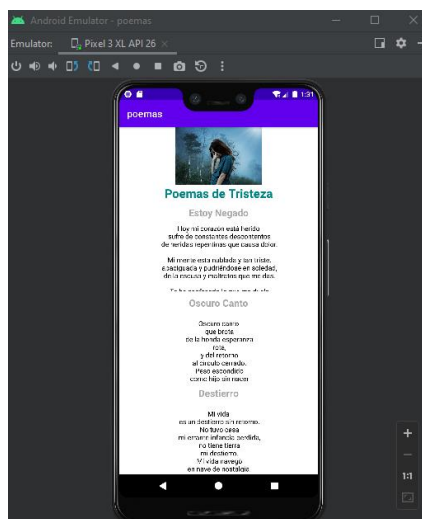 Android Emulator - poemas
Emulator:
Pixel 3 XL API 26
1:31
poemas
Poemas de Tristeza
Estoy Negado
Hoy mi corazón está herido
sufre de constantes descontentos
de heridas repentinas que causa dolor.
Mi mente esta nublada y tan triste,
apaciguada y pudriéndose en soledad,
de la escusa y maltratos que me das.
Oscuro Canto
Oscuro canto
que brota
de la honda esperanza
rota,
y del retorno
al círculo cerrado.
Peso escondido
como hijo sin nacer
Destierro
Mi vida
es un destierro sin retorno.
No tuvo casa
mi errante infancia perdida,
no tiene tierra
mi destierro.
Mi vida navegó
en nave de nostalgia
1:1